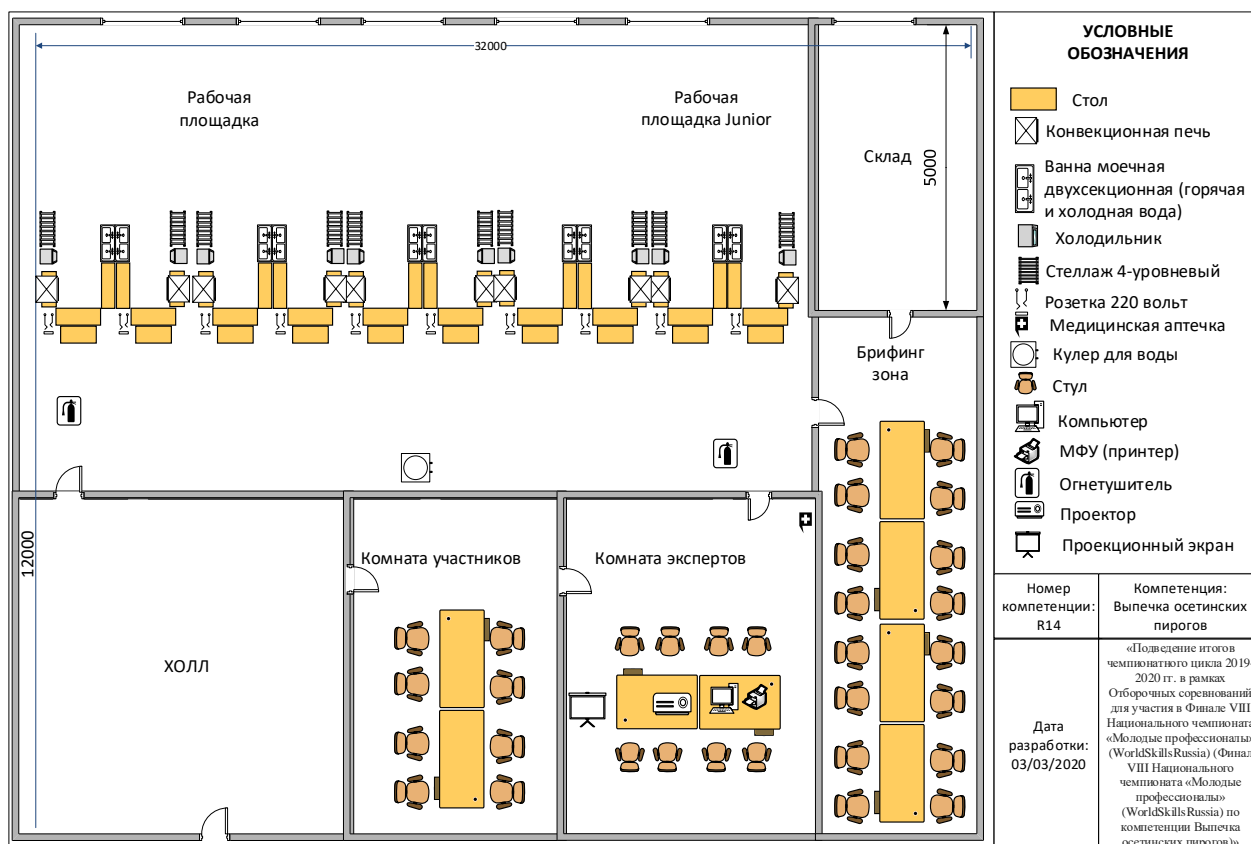 32000
Рабочая
площадка
Рабочая
площадка Junior
Склад
5000
Брифинг
зона
12000
Комната участников
Комната экспертов
ХОЛЛ
УСЛОВНЫЕ
ОБОЗНАЧЕНИЯ
Стол
Конвекционная печь
Ванна моечная
двухсекционная (горячая
и холодная вода)
Холодильник
Стеллаж 4-уровневый
Розетка 220 вольт
Медицинская аптечка
Кулер для воды
Стул
Компьютер
МФУ (принтер)
Огнетушитель
Проектор
Проекционный экран
Номер
компетенции:
R14
Компетенция:
Выпечка осетинских
пирогов
Дата
разработки:
03/03/2020
«Подведение итогов
чемпионатного цикла 2019-
2020 гг. в рамках
Отборочных соревнований
для участия в Финале VIII
Национального чемпионата
«Молодые профессионалы»
(WorldSkillsRussia) (Финал
VIII Национального
чемпионата «Молодые
профессионалы»
(WorldSkillsRussia) по
компетенции Выпечка
осетинских пирогов)»